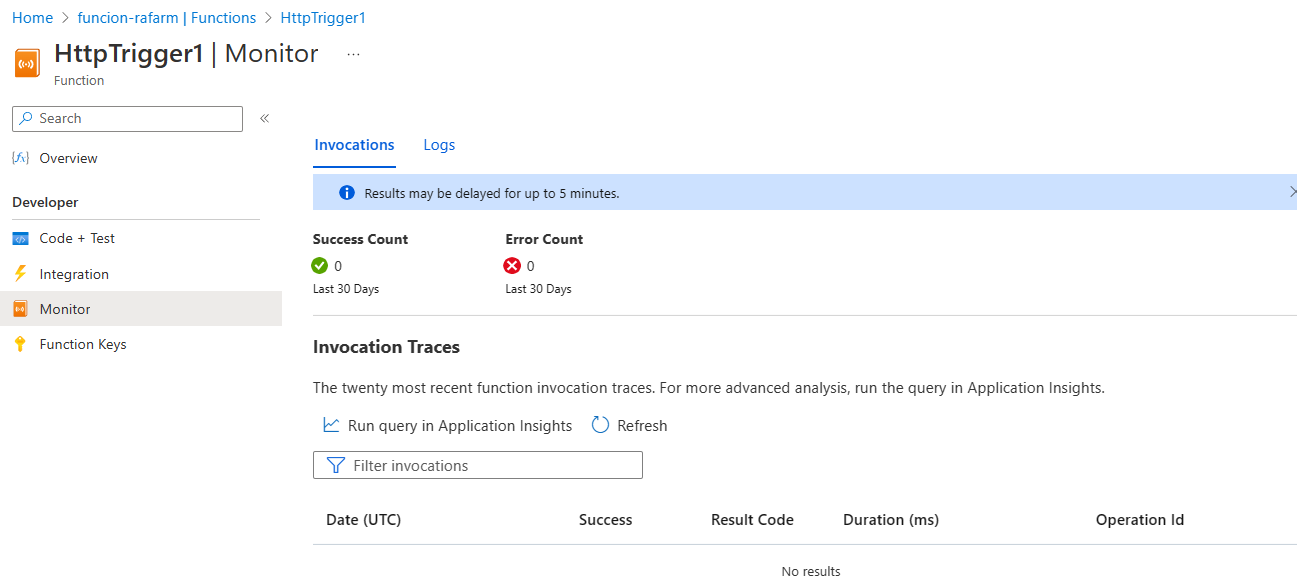 Home > funcion-rafarm | Functions > HttpTrigger1
HttpTrigger1 | Monitor ...
Function
Search «
Overview
Developer
Code + Test
Integration
Monitor
Function Keys
Invocations Logs
Results may be delayed for up to 5 minutes.
Success Count Error Count
0 0
Last 30 Days Last 30 Days
Invocation Traces
The twenty most recent function invocation traces. For more advanced analysis, run the query in Application Insights.
Run query in Application Insights Refresh
Filter invocations
Date (UTC) Success Result Code Duration (ms) Operation Id
No results